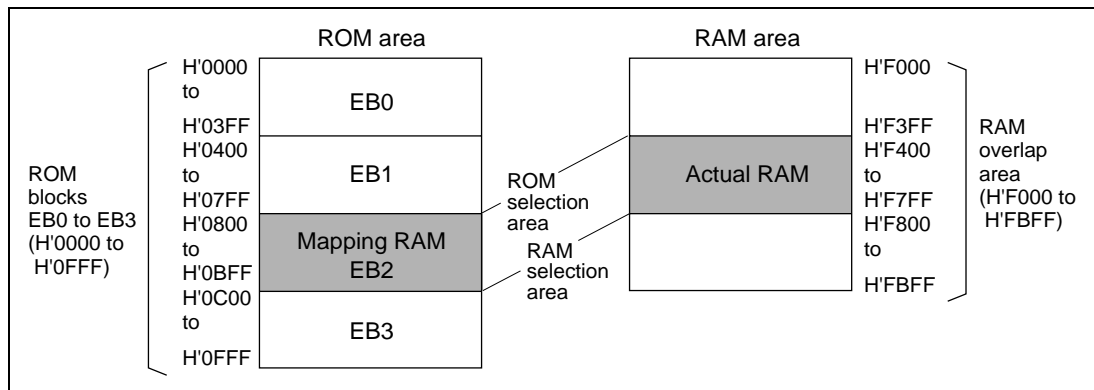 ROM area
H'0000
to
H'03FF
H'0400
to
H'07FF
H'0800
to
H'0BFF
H'0C00
to
H'0FFF
ROM
blocks
EB0 to EB3
(H'0000 to
H'0FFF)
EB0
EB1
Mapping RAM
EB2
EB3
ROM
selection
area
RAM
selection
area
RAM area
Actual RAM
H'F000
H'F3FF
H'F400
to
H'F7FF
H'F800
to
H'FBFF
RAM
overlap
area
(H'F000 to
H'FBFF)